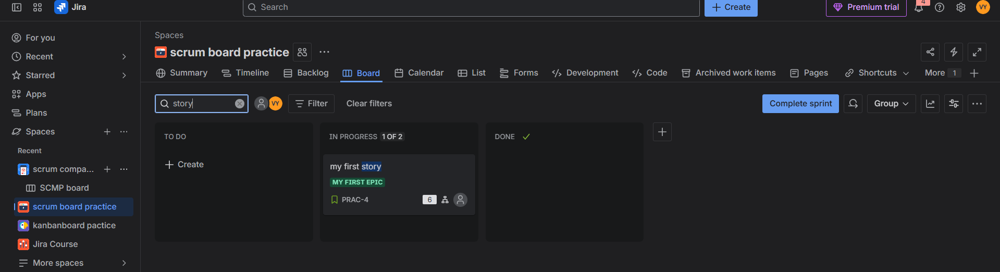 Jira
Search
+ Create
Premium trial
4
VY
For you
Recent
Starred
Apps
Plans
Spaces
Recent
scrum compa...
SCMP board
scrum board practice
kanbanboard pactice
Jira Course
More spaces
Spaces
scrum board practice
Summary Timeline Backlog Board Calendar List Forms Development Code Archived work items Pages Shortcuts More 1
story
VY
Filter
Clear filters
Complete sprint
Group
TO DO
+ Create
IN PROGRESS 1 OF 2
my first story
MY FIRST EPIC
PRAC-4
6
DONE